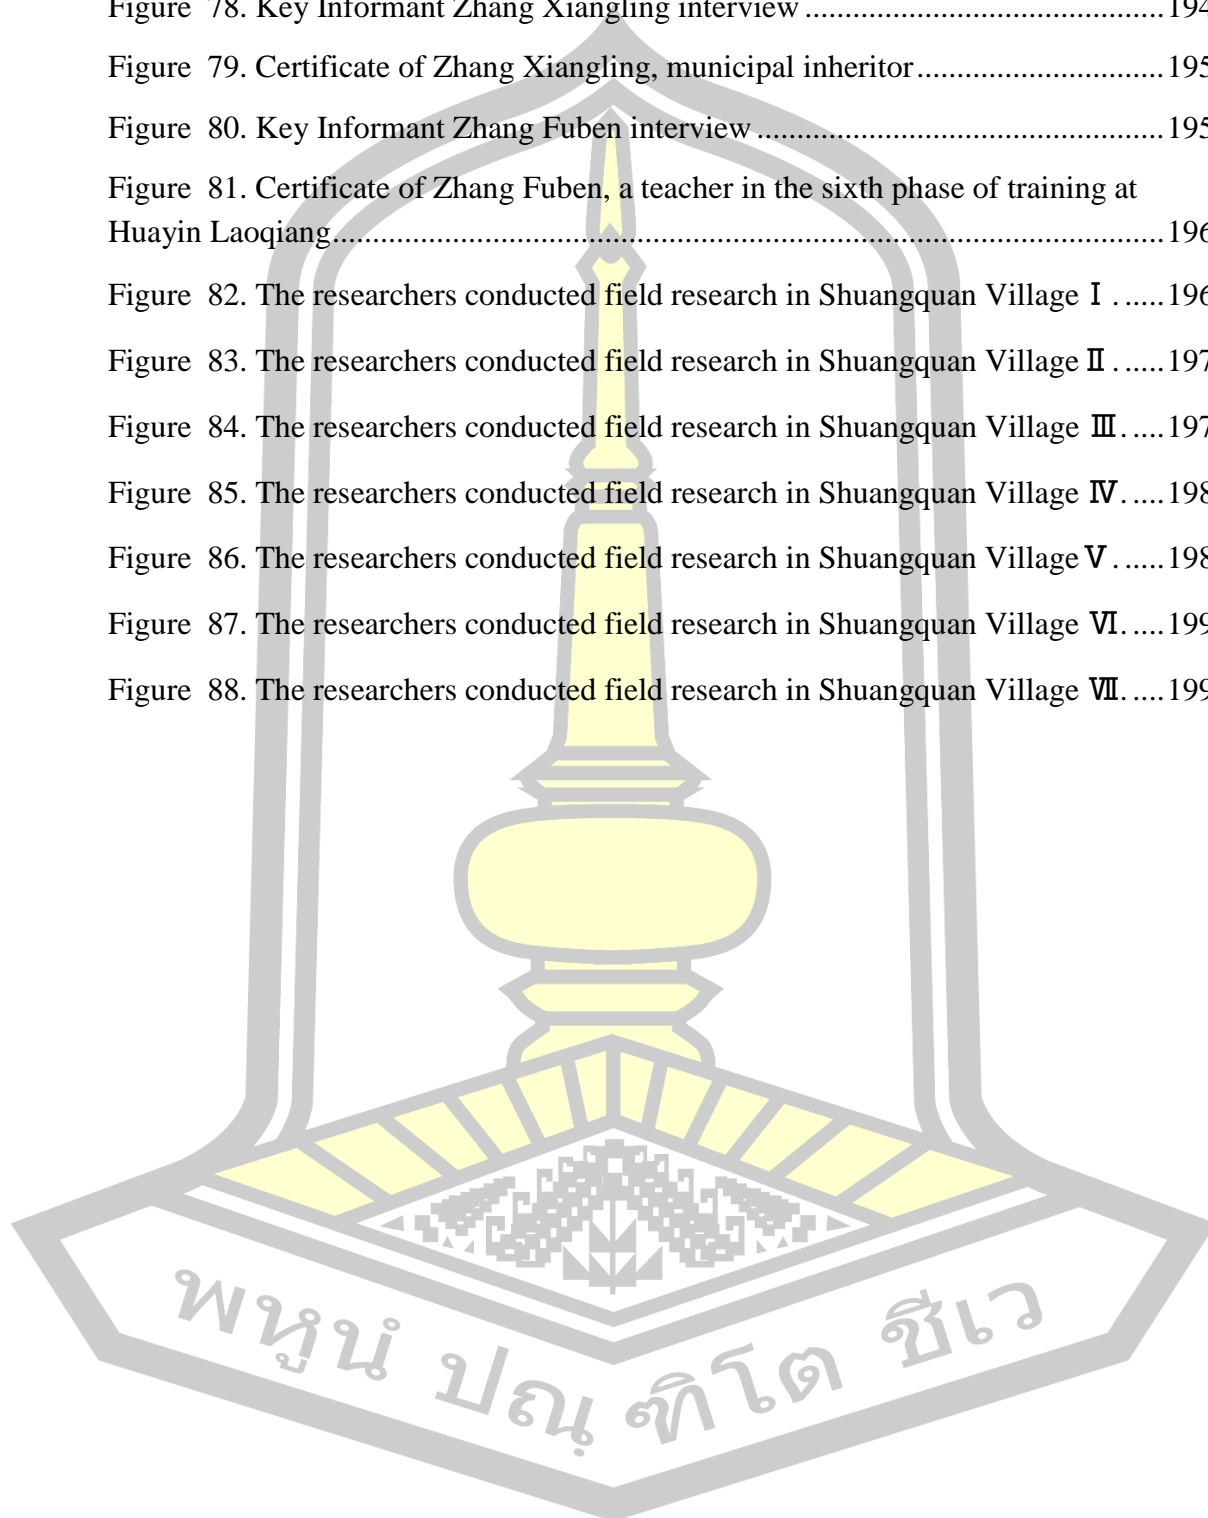 Figure 78. Key Informant Zhang Xiangling interview ........................................ 194
Figure 79. Certificate of Zhang Xiangling, municipal inheritor .............................. 195
Figure 80. Key Informant Zhang Fuben interview ................................................. 195
Figure 81. Certificate of Zhang Fuben, a teacher in the sixth phase of training at
Huayin Laoqiang .................................................................................................... 196
Figure 82. The researchers conducted field research in Shuangquan Village Ⅰ . ..... 196
Figure 83. The researchers conducted field research in Shuangquan Village Ⅱ . ..... 197
Figure 84. The researchers conducted field research in Shuangquan Village Ⅲ. .... 197
Figure 85. The researchers conducted field research in Shuangquan Village Ⅳ. .... 198
Figure 86. The researchers conducted field research in Shuangquan Village Ⅴ . ..... 198
Figure 87. The researchers conducted field research in Shuangquan Village Ⅵ. .... 199
Figure 88. The researchers conducted field research in Shuangquan Village Ⅶ. .... 199
พหูนํ ปณฺฑิโต ชีเว